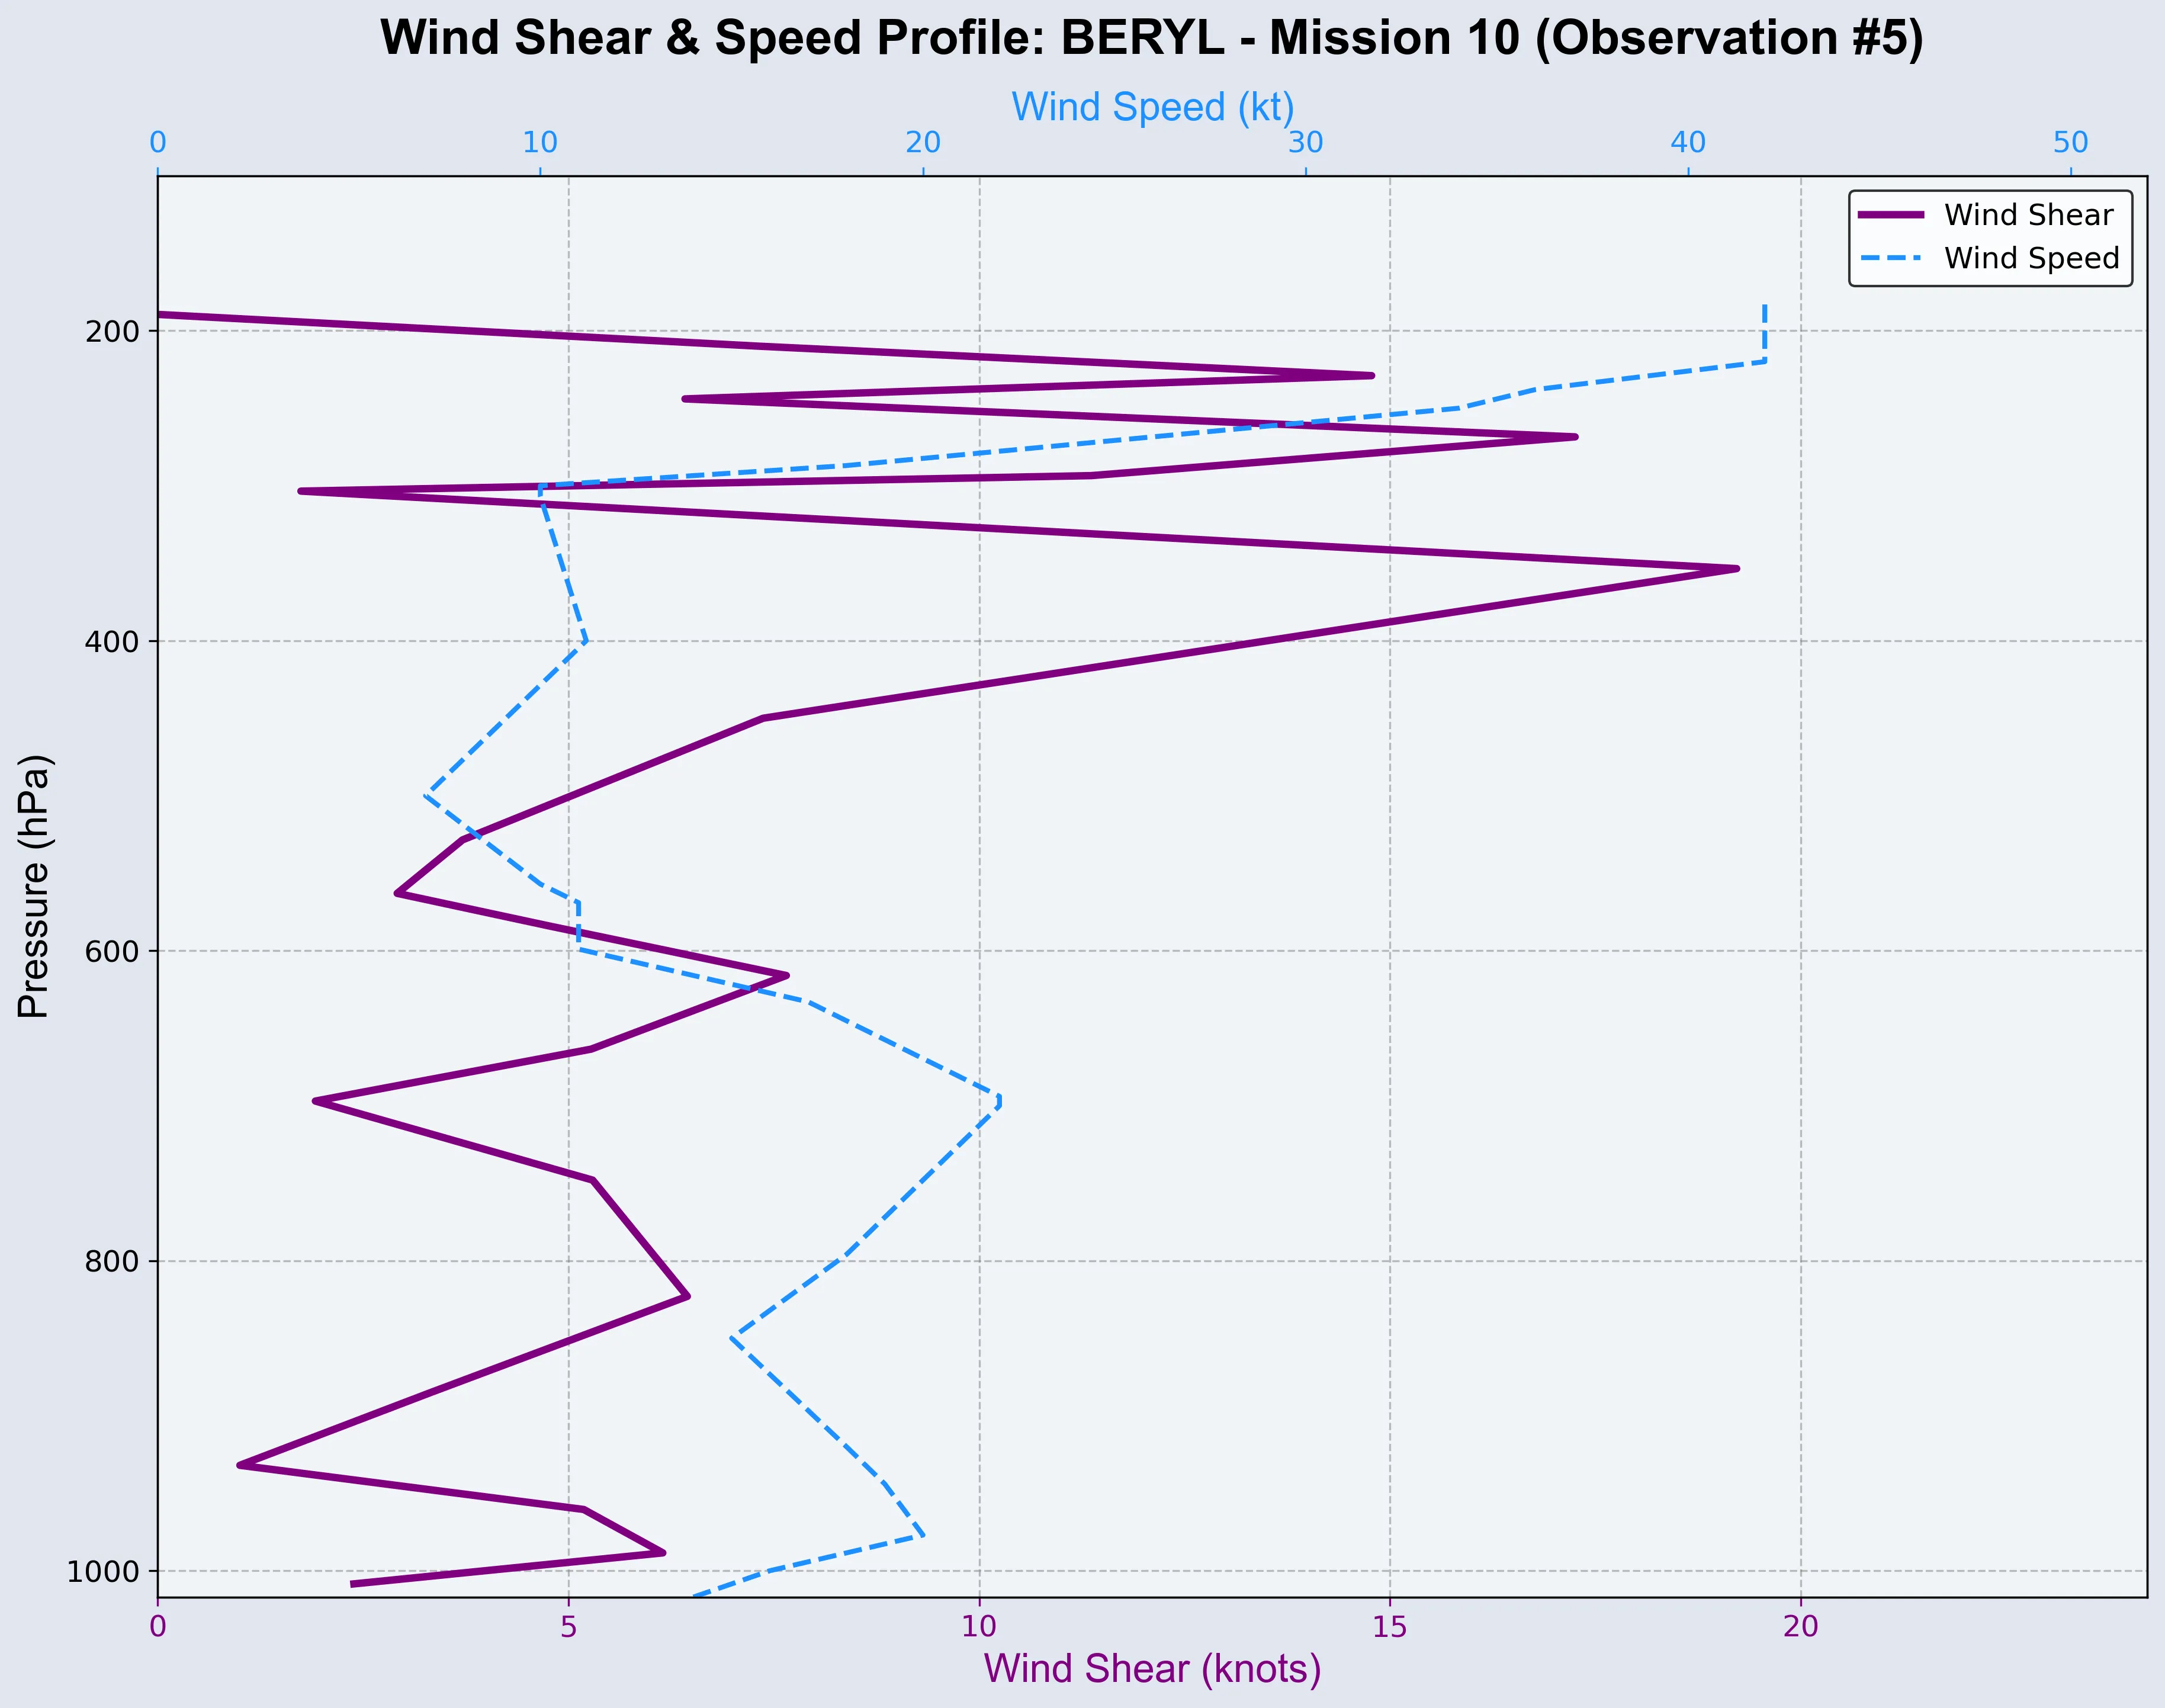 Wind Shear & Speed Profile: BERYL - Mission 10 (Observation #5)
Wind Speed (kt)
0 10 20 30 40 50
Wind Shear
Wind Speed
200
400
600
800
1000
Pressure (hPa)
0 5 10 15 20
Wind Shear (knots)